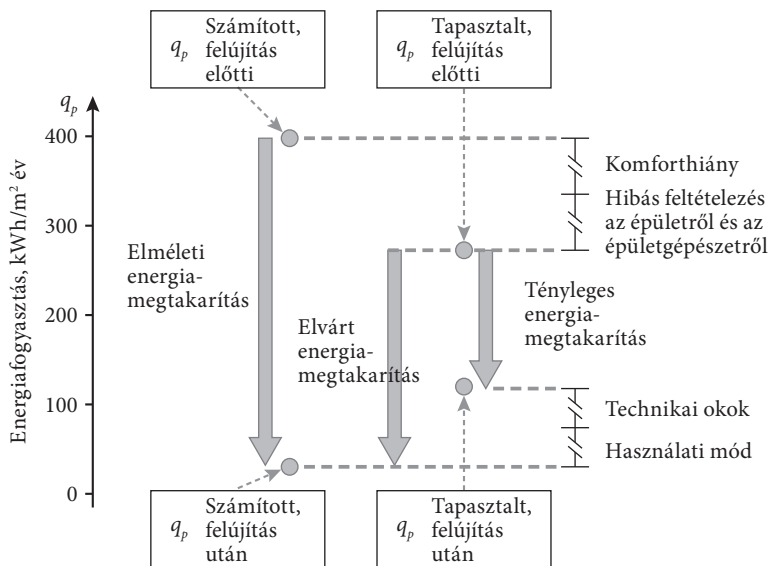 Számított,
q_p felújítás
előtti
Tapasztalt,
q_p felújítás
előtti
q_p
400
300
200
100
0
Energiafogyasztás, kWh/m² év
Elméleti
energia-
megtakarítás
Elvárt
energia-
megtakarítás
Tényleges
energia-
megtakarítás
Komforthiány
Hibás feltételezés
az épületről és az
épületgépészetről
Technikai okok
Használati mód
Számított,
q_p felújítás
után
Tapasztalt,
q_p felújítás
után